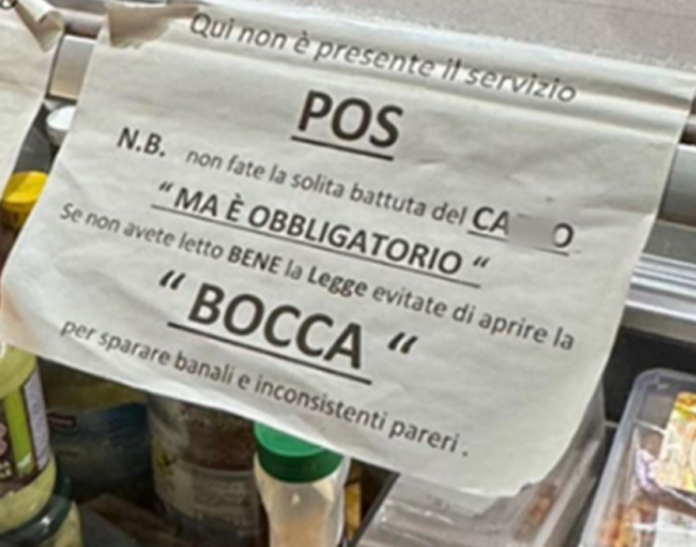 Qui non è presente il servizio
POS
N.B. non fate la solita battuta del CA O
“ MA È OBBLIGATORIO “
Se non avete letto BENE la Legge evitate di aprire la
“ BOCCA “
per sparare banali e inconsistenti pareri .